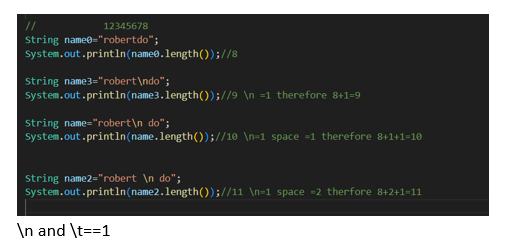 //             12345678
String name0="robertdo";
System.out.println(name0.length());//8
String name3="robert\ndo";
System.out.println(name3.length());//9 \n =1 therefore 8+1=9
String name="robert\n do";
System.out.println(name.length());//10 \n=1 space =1 therefore 8+1+1=10
String name2="robert \n do";
System.out.println(name2.length());//11 \n=1 space =2 therfore 8+2+1=11
\n and \t==1